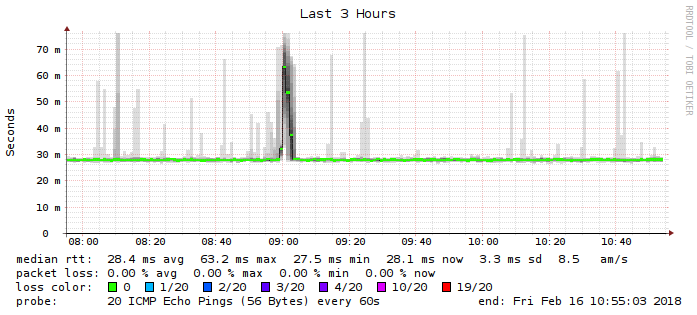 Last 3 Hours
RRDTOOL / TOBI OETIKER
Seconds
70 m
60 m
50 m
40 m
30 m
20 m
10 m
0
08:00 08:20 08:40 09:00 09:20 09:40 10:00 10:20 10:40
median rtt: 28.4 ms avg 63.2 ms max 27.5 ms min 28.1 ms now 3.3 ms sd 8.5 am/s
packet loss: 0.00 % avg 0.00 % max 0.00 % min 0.00 % now
loss color: 0 1/20 2/20 3/20 4/20 10/20 19/20
probe: 20 ICMP Echo Pings (56 Bytes) every 60s end: Fri Feb 16 10:55:03 2018